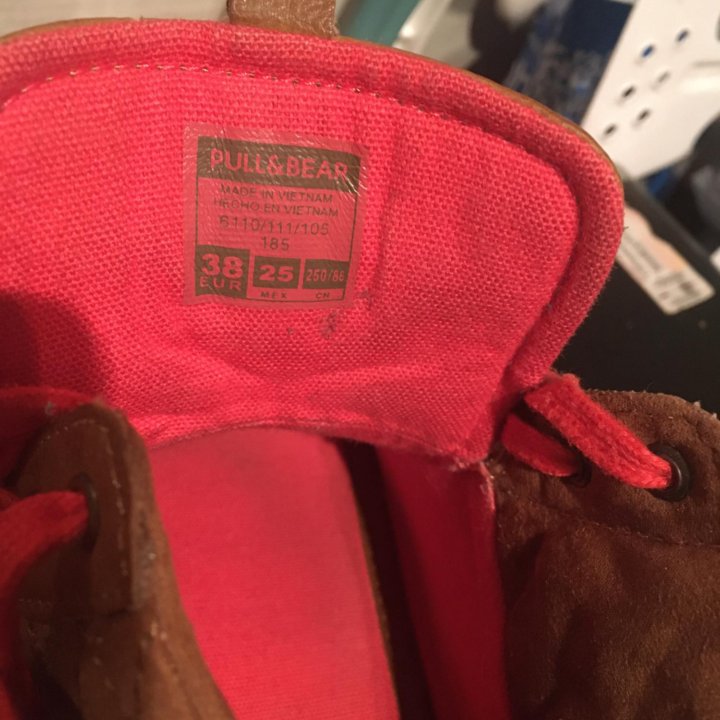 PULL&BEAR
MADE IN VIETNAM
HECHO EN VIETNAM
6110/111/105
185
38 25 250/86
EUR MEX CN